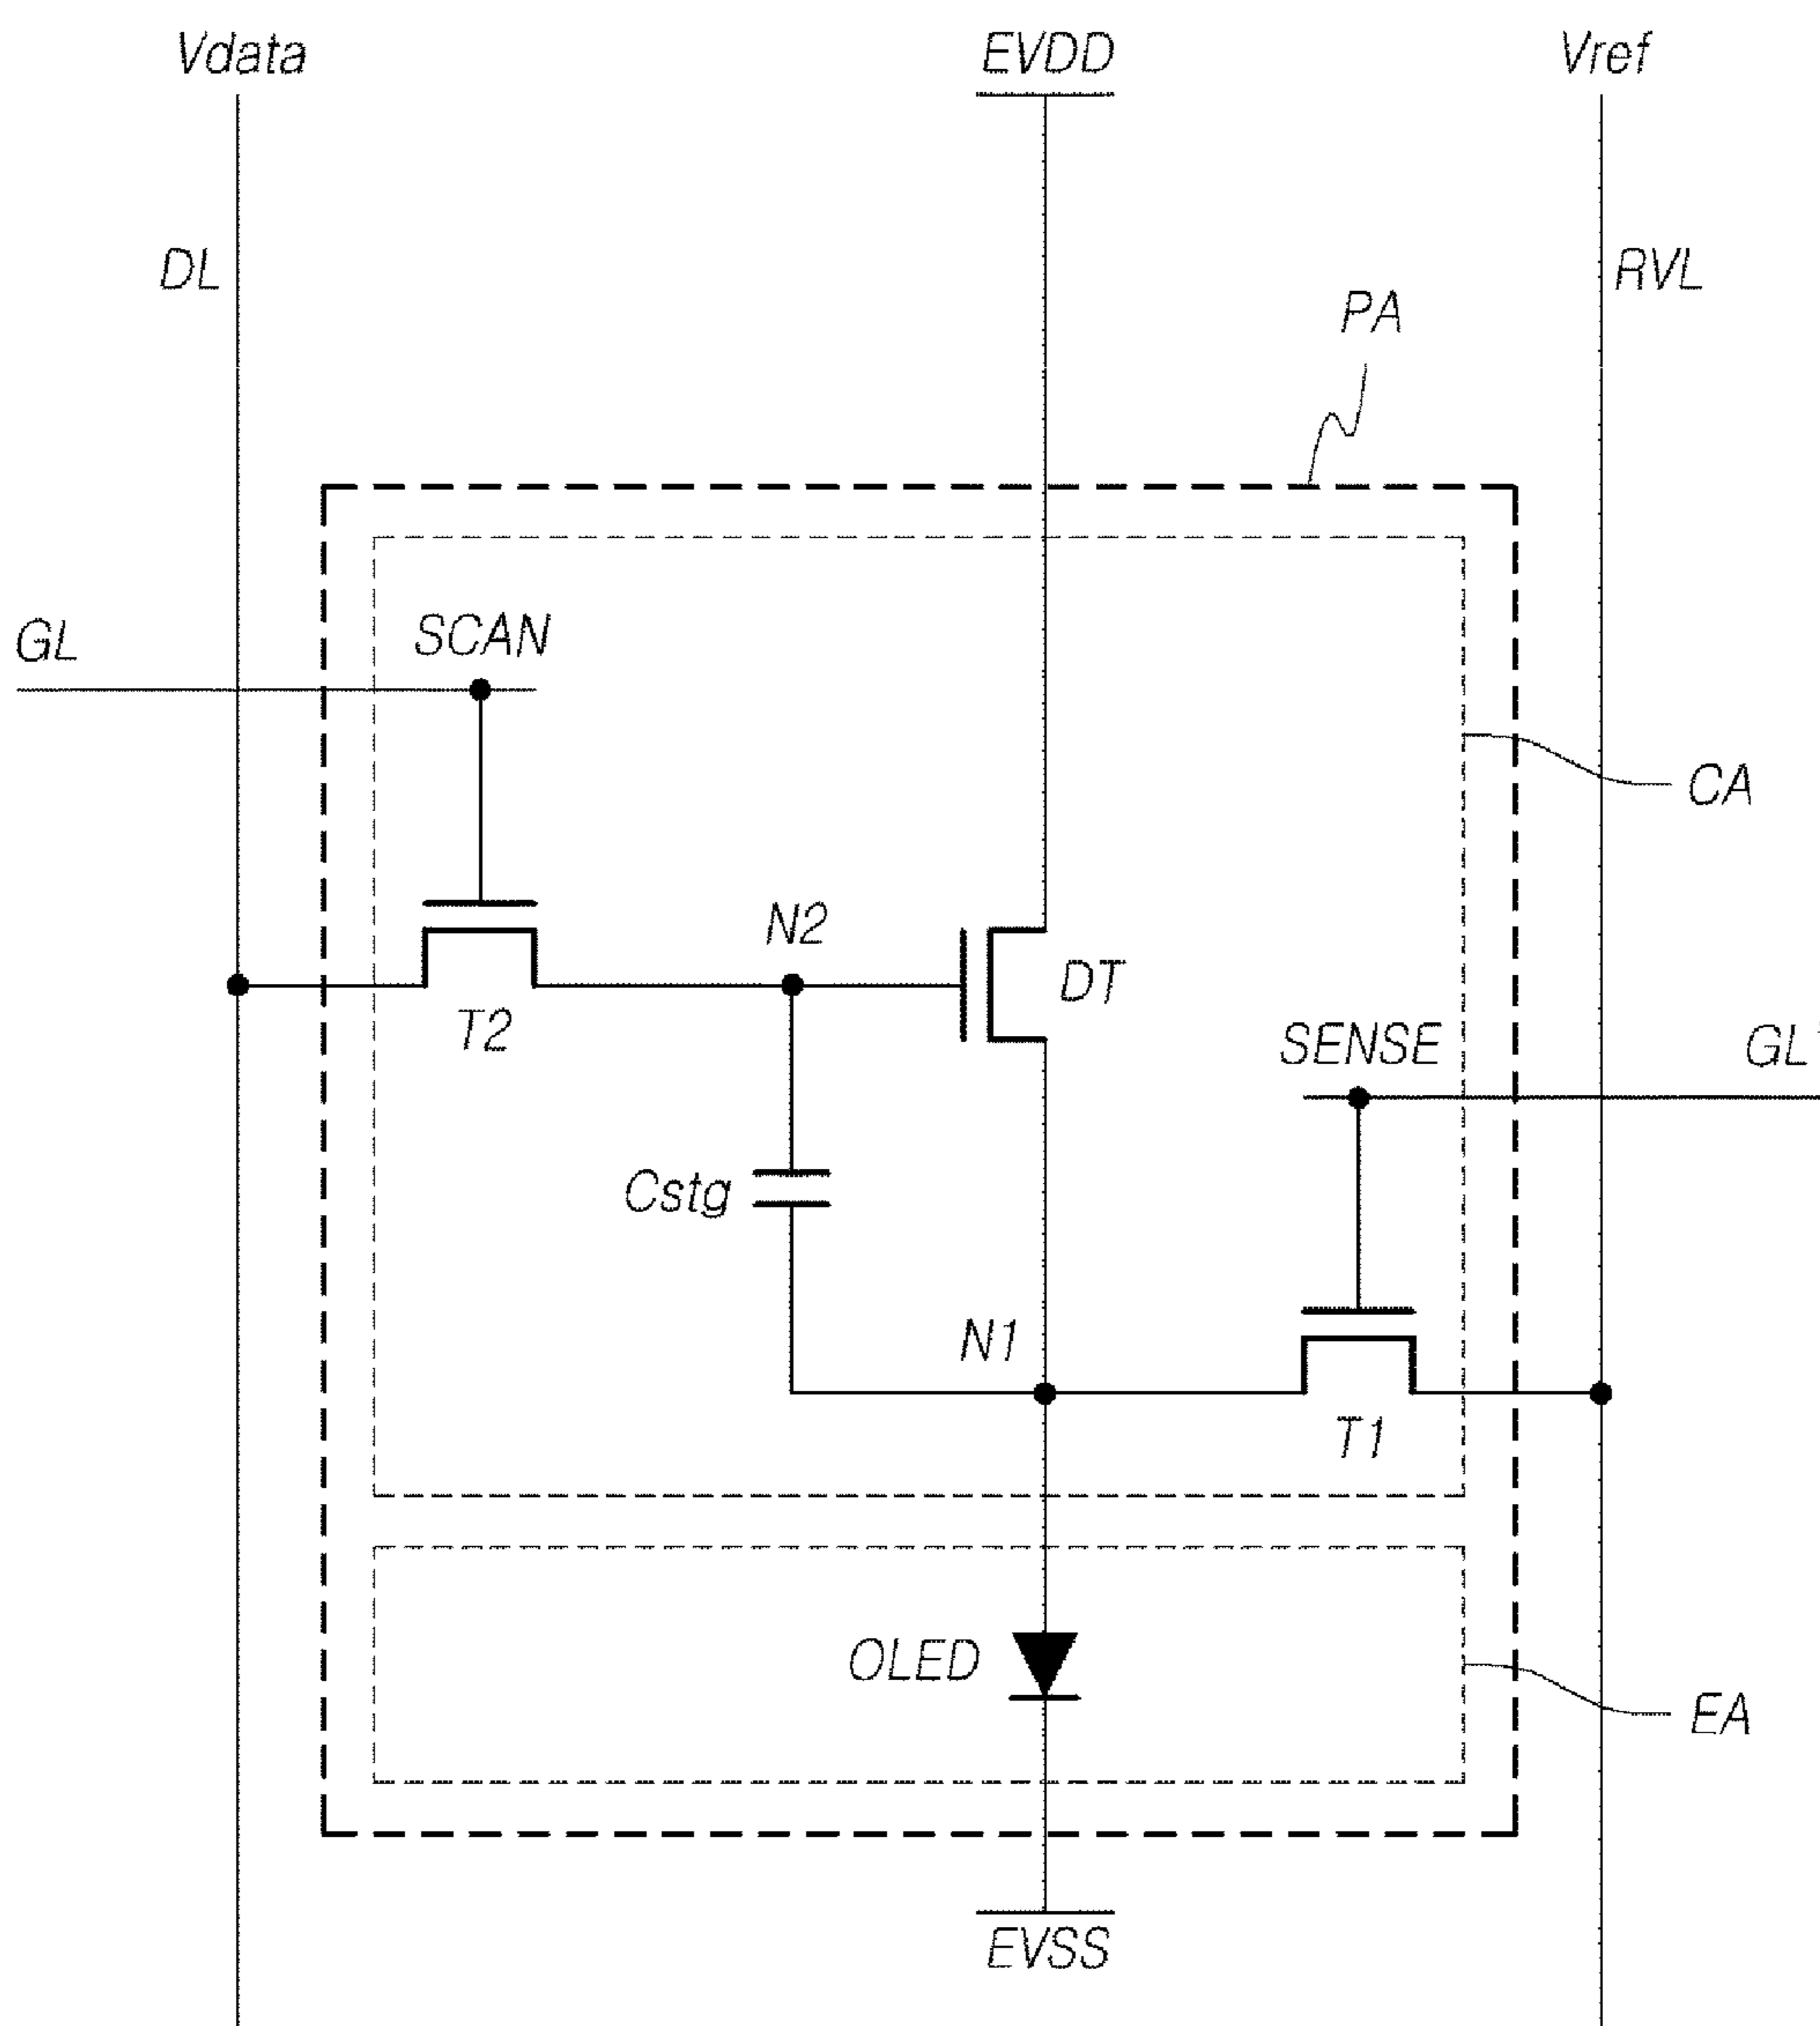 Vdata
EVDD
Vref
DL
RVL
PA
GL
SCAN
CA
N2
DT
T2
SENSE
GL'
Cstg
N1
T1
OLED
EA
EVSS